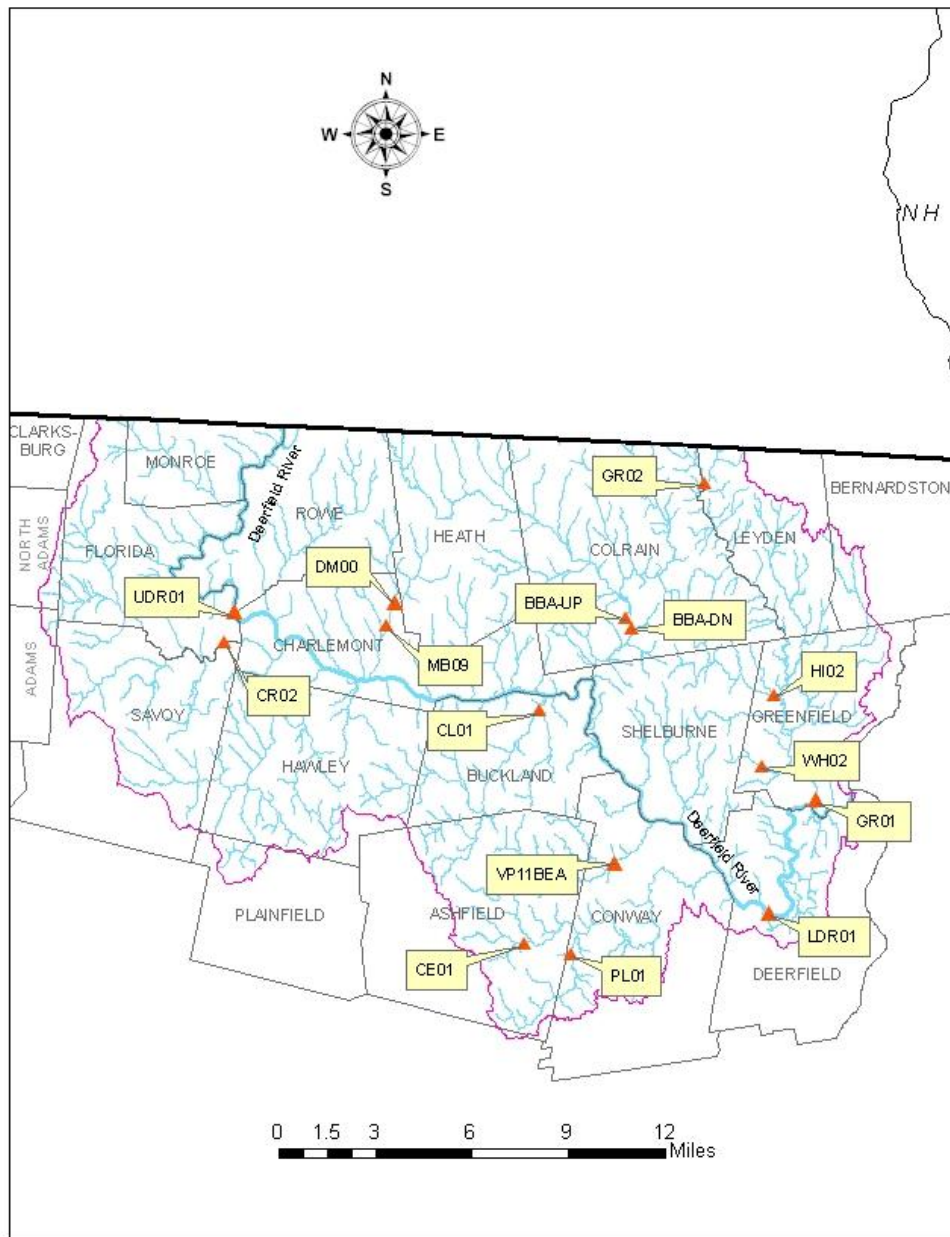 N
W
E
S
NH
CLARKS-
BURG
MONROE
Deerfield River
GR02
BERNARDSTON
NORTH
ADAMS
ROWE
HEATH
COLRAIN
LEYDEN
FLORIDA
DM00
UDR01
BBA-UP
BBA-DN
CHARLEMONT
ADAMS
MB09
HI02
CR02
SAVOY
CL01
SHELBURNE
GREENFIELD
HAWLEY
BUCKLAND
WH02
GR01
Deerfield River
VP11BEA
PLAINFIELD
ASHFIELD
CONWAY
LDR01
CE01
PL01
DEERFIELD
0 1.5 3 6 9 12
Miles